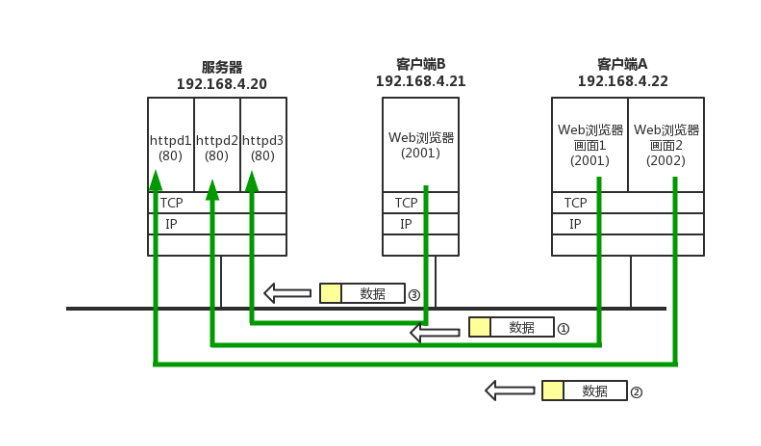 服务器
192.168.4.20
客户端B
192.168.4.21
客户端A
192.168.4.22
httpd1
(80)
httpd2
(80)
httpd3
(80)
Web浏览器
(2001)
Web浏览器
画面1
(2001)
Web浏览器
画面2
(2002)
TCP
IP
TCP
IP
TCP
IP
数据 ③
数据 ①
数据 ②